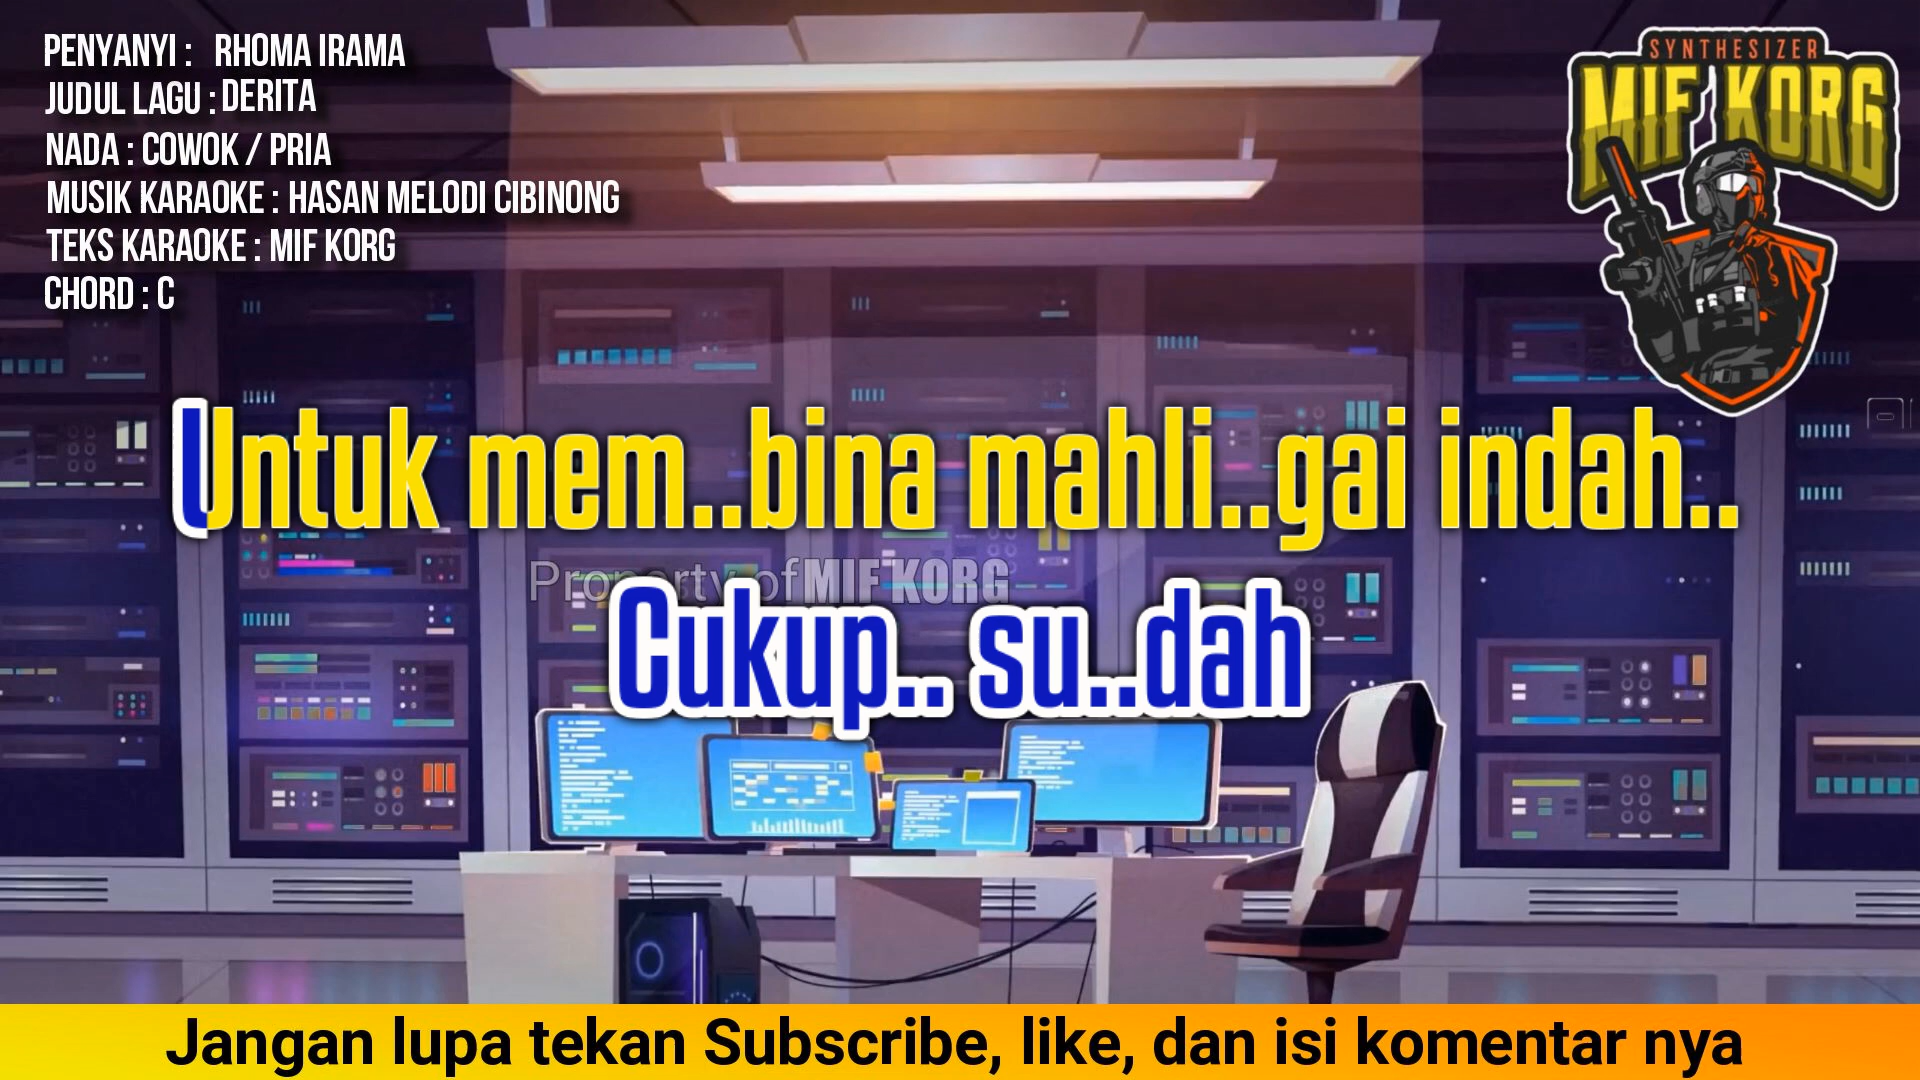 PENYANYI : RHOMA IRAMA
JUDUL LAGU : DERITA
NADA : COWOK / PRIA
MUSIK KARAOKE : HASAN MELODI CIBINONG
TEKS KARAOKE : MIF KORG
CHORD : C
SYNTHESIZER
MIF KORG
Untuk mem..bina mahli..gai indah..
Property of MIF KORG
Cukup.. su..dah
Jangan lupa tekan Subscribe, like, dan isi komentar nya